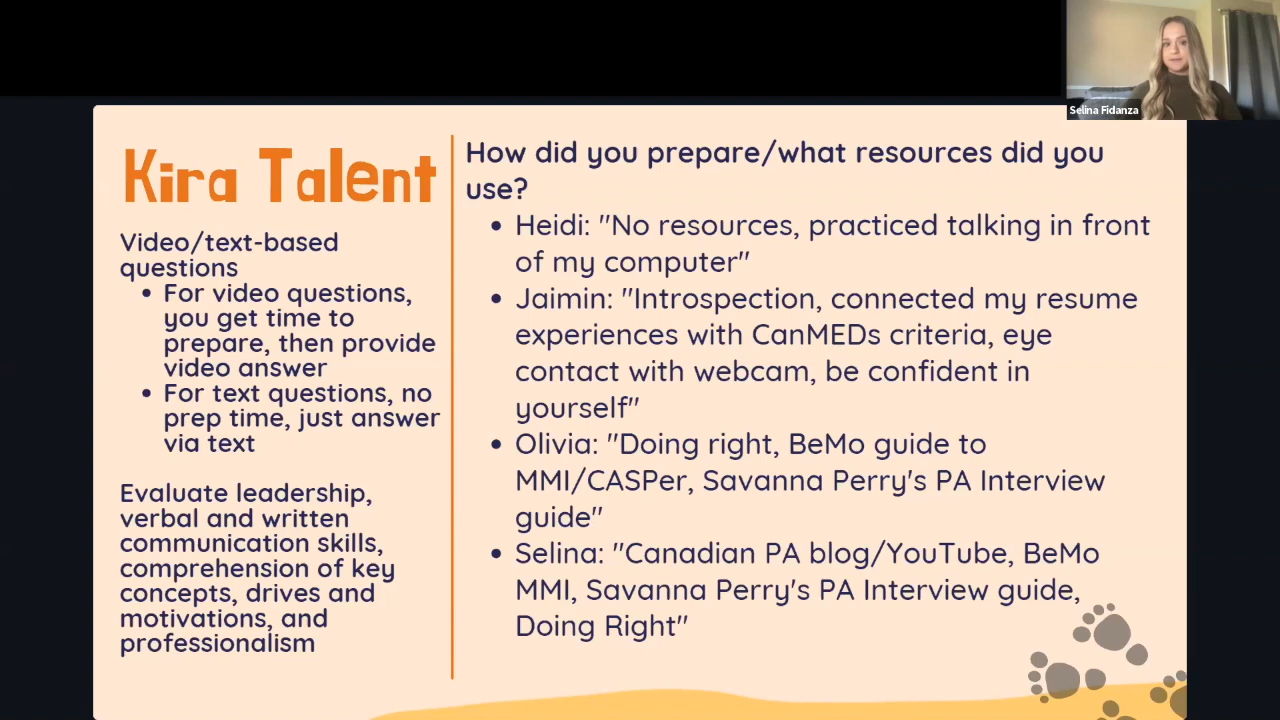 Selina Fidanza
Kira Talent
Video/text-based
questions
• For video questions,
you get time to
prepare, then provide
video answer
• For text questions, no
prep time, just answer
via text
Evaluate leadership,
verbal and written
communication skills,
comprehension of key
concepts, drives and
motivations, and
professionalism
How did you prepare/what resources did you
use?
• Heidi: "No resources, practiced talking in front
of my computer"
• Jaimin: "Introspection, connected my resume
experiences with CanMEDs criteria, eye
contact with webcam, be confident in
yourself"
• Olivia: "Doing right, BeMo guide to
MMI/CASPer, Savanna Perry's PA Interview
guide"
• Selina: "Canadian PA blog/YouTube, BeMo
MMI, Savanna Perry's PA Interview guide,
Doing Right"